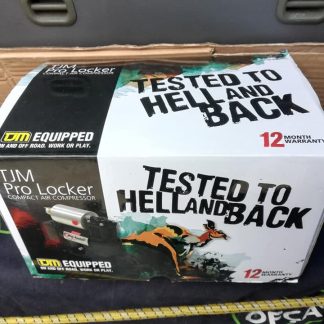 TJM
Pro Locker
TESTED TO
HELL AND
BACK
TJM EQUIPPED
ON AND OFF ROAD. WORK OR PLAY.
12 MONTH
WARRANTY
TJM
Pro Locker
COMPACT AIR COMPRESSOR
TESTED TO
HELL AND BACK
TJM EQUIPPED
ON AND OFF ROAD. WORK OR PLAY.
12 MONTH
WARRANTY